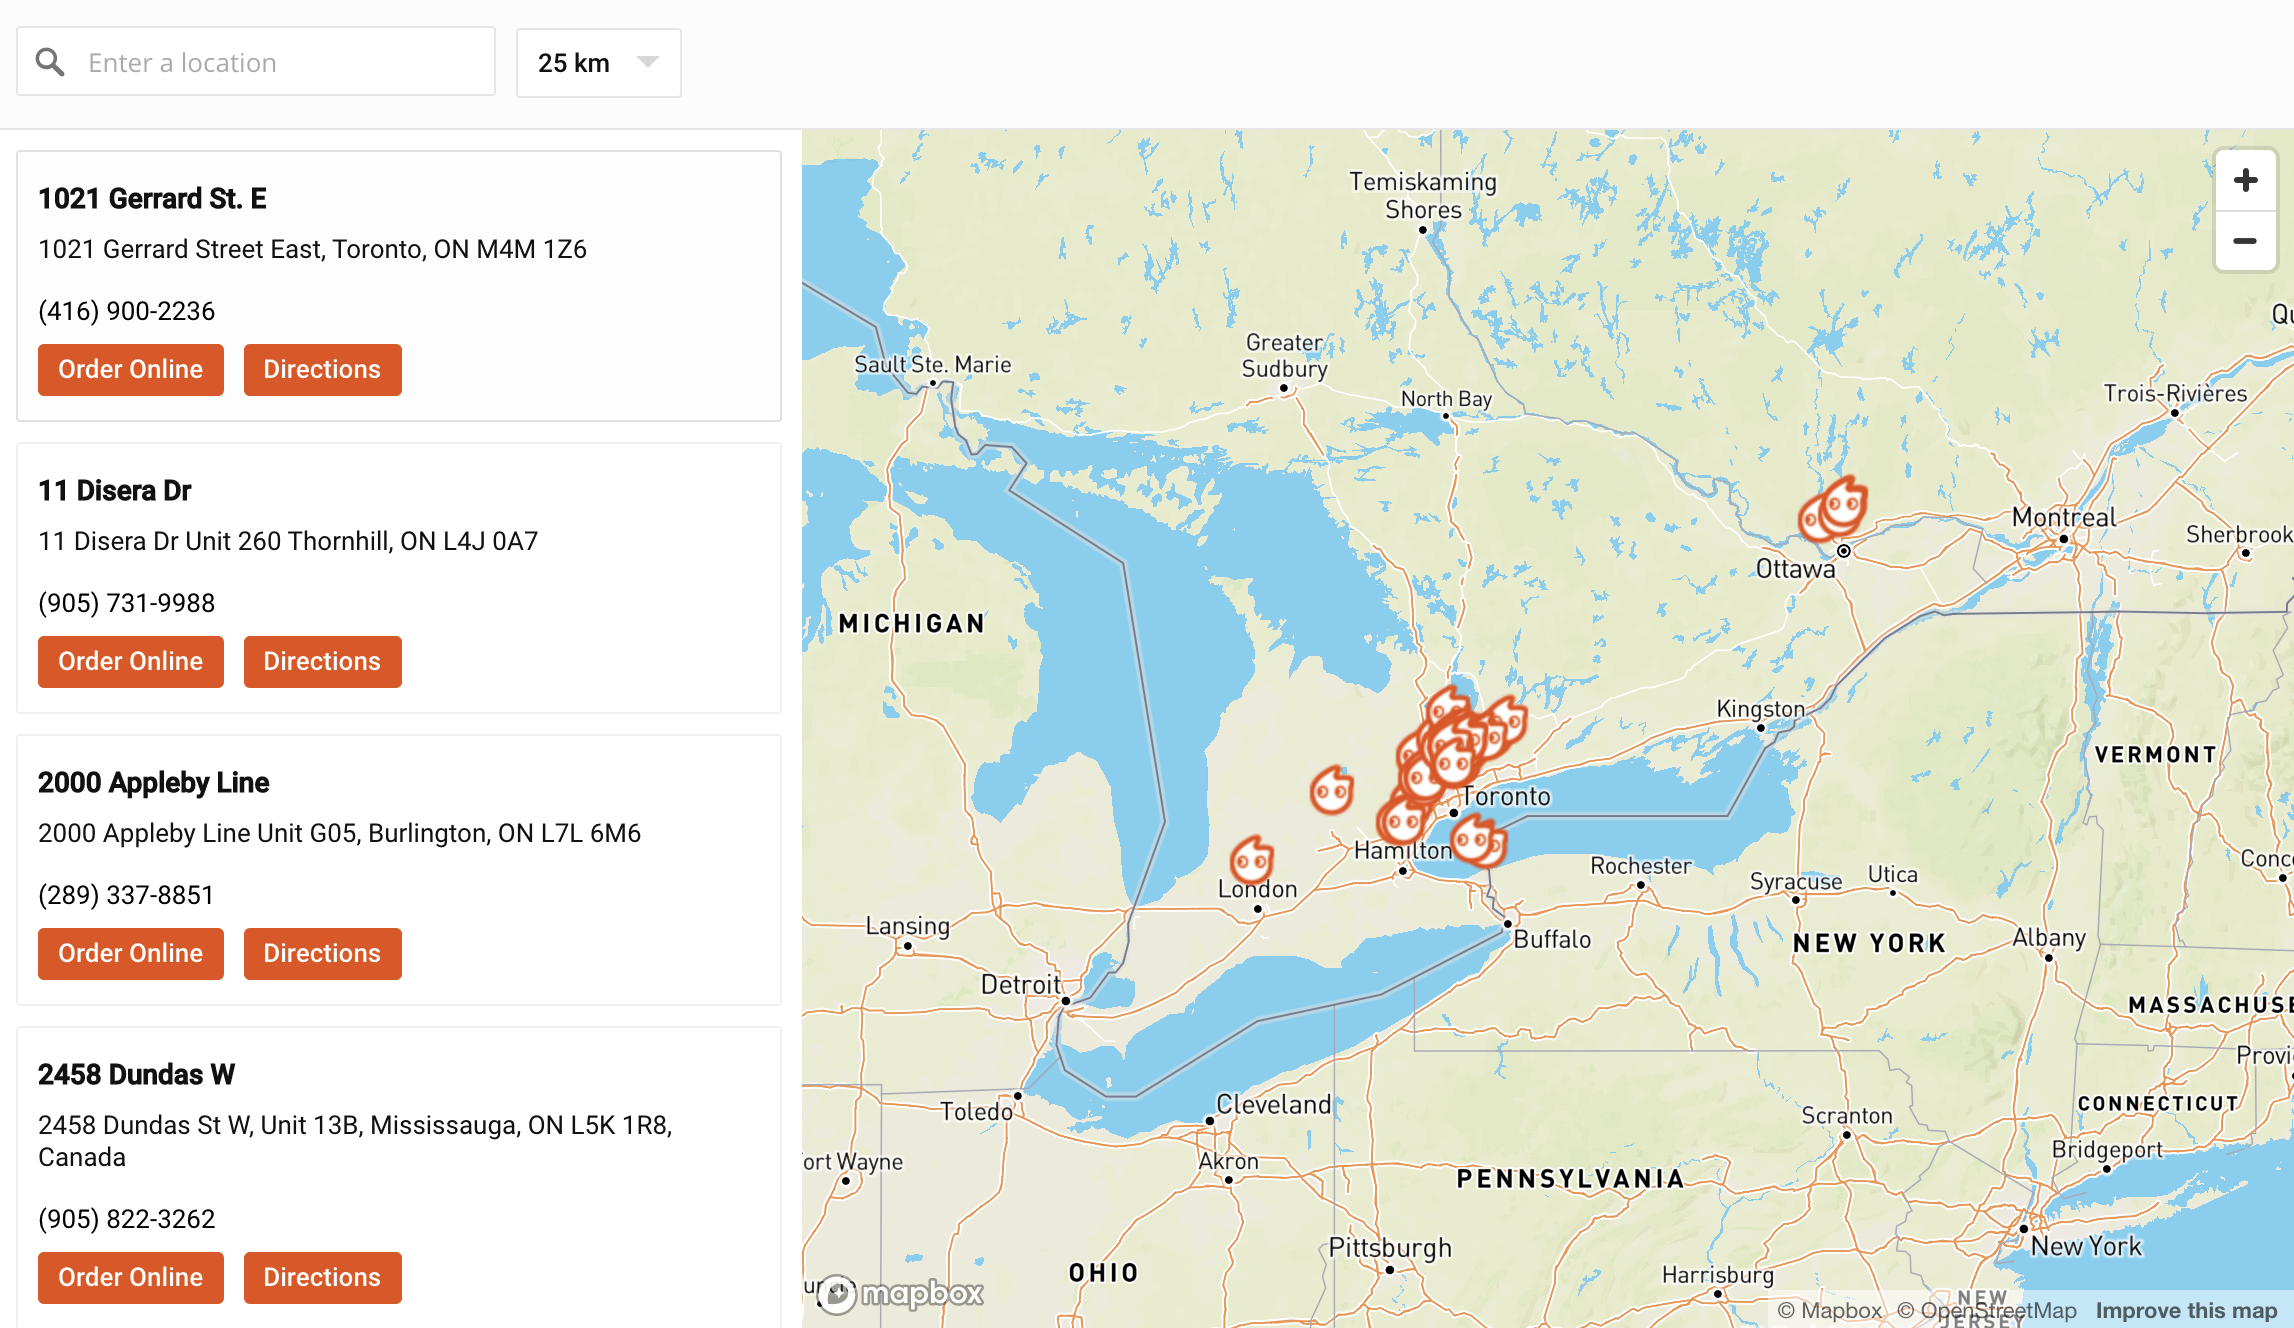 Enter a location
25 km
1021 Gerrard St. E
1021 Gerrard Street East, Toronto, ON M4M 1Z6
(416) 900-2236
Order Online
Directions
11 Disera Dr
11 Disera Dr Unit 260 Thornhill, ON L4J 0A7
(905) 731-9988
Order Online
Directions
2000 Appleby Line
2000 Appleby Line Unit G05, Burlington, ON L7L 6M6
(289) 337-8851
Order Online
Directions
2458 Dundas W
2458 Dundas St W, Unit 13B, Mississauga, ON L5K 1R8,
Canada
(905) 822-3262
Order Online
Directions
Temiskaming
Shores
Greater
Sudbury
Sault Ste. Marie
North Bay
Trois-Rivières
Montreal
Sherbrook
Ottawa
MICHIGAN
Kingston
VERMONT
Toronto
Hamilton
London
Rochester
Syracuse
Utica
Lansing
Buffalo
NEW YORK
Albany
Detroit
MASSACHUSE
Provi
CONNECTICUT
Toledo
Cleveland
Scranton
Bridgeport
ort Wayne
Akron
PENNSYLVANIA
Pittsburgh
New York
OHIO
Harrisburg
NEW
JERSEY
mapbox
© Mapbox © OpenStreetMap Improve this map